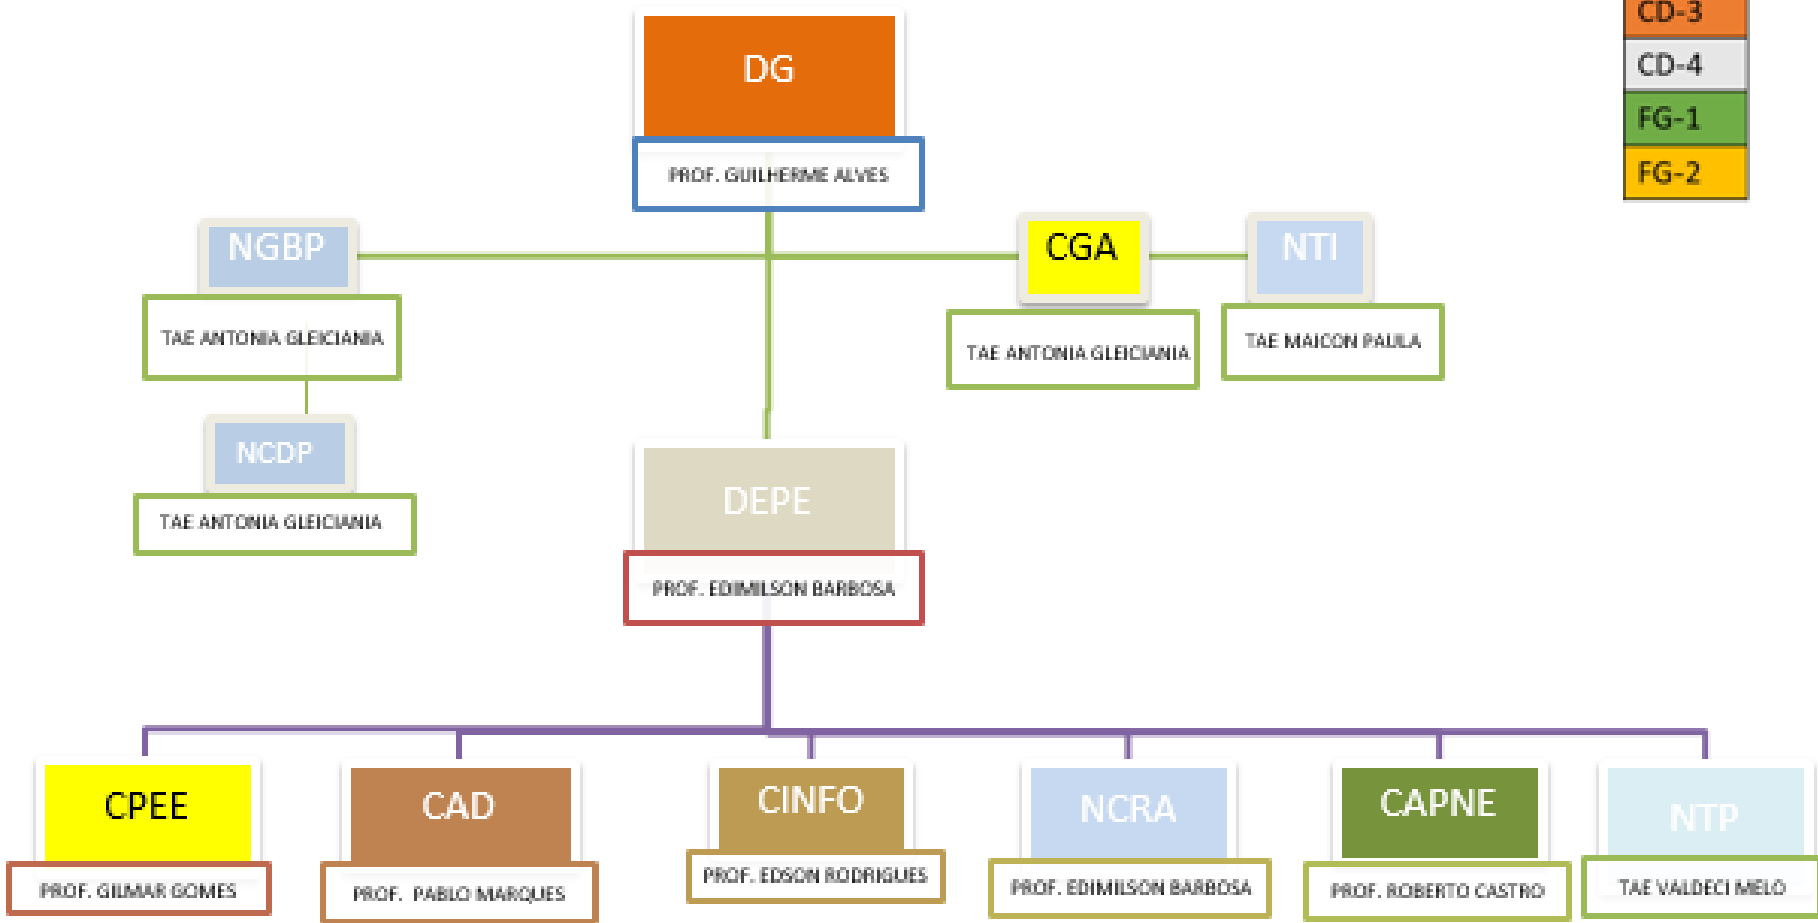 CD-3
DG
CD-4
FG-1
PROF. GUILHERME ALVES
FG-2
NGBP
CGA
NTI
TAE ANTONIA GLEICIANIA
TAE ANTONIA GLEICIANIA
TAE MAICON PAULA
NCDP
TAE ANTONIA GLEICIANIA
DEPE
PROF. EDIMILSON BARBOSA
CPEE
CAD
CINFO
NCRA
CAPNE
NTP
PROF. GILMAR GOMES
PROF. PABLO MARQUES
PROF. EDSON RODRIGUES
PROF. EDIMILSON BARBOSA
PROF. ROBERTO CASTRO
TAE VALDECI MELO